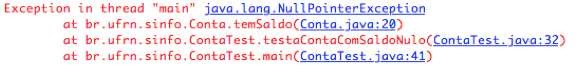 Exception in thread "main" java.lang.NullPointerException
at br.ufrn.sinfo.Conta.temSaldo(Conta.java:20)
at br.ufrn.sinfo.ContaTest.testaContaComSaldoNulo(ContaTest.java:32)
at br.ufrn.sinfo.ContaTest.main(ContaTest.java:41)